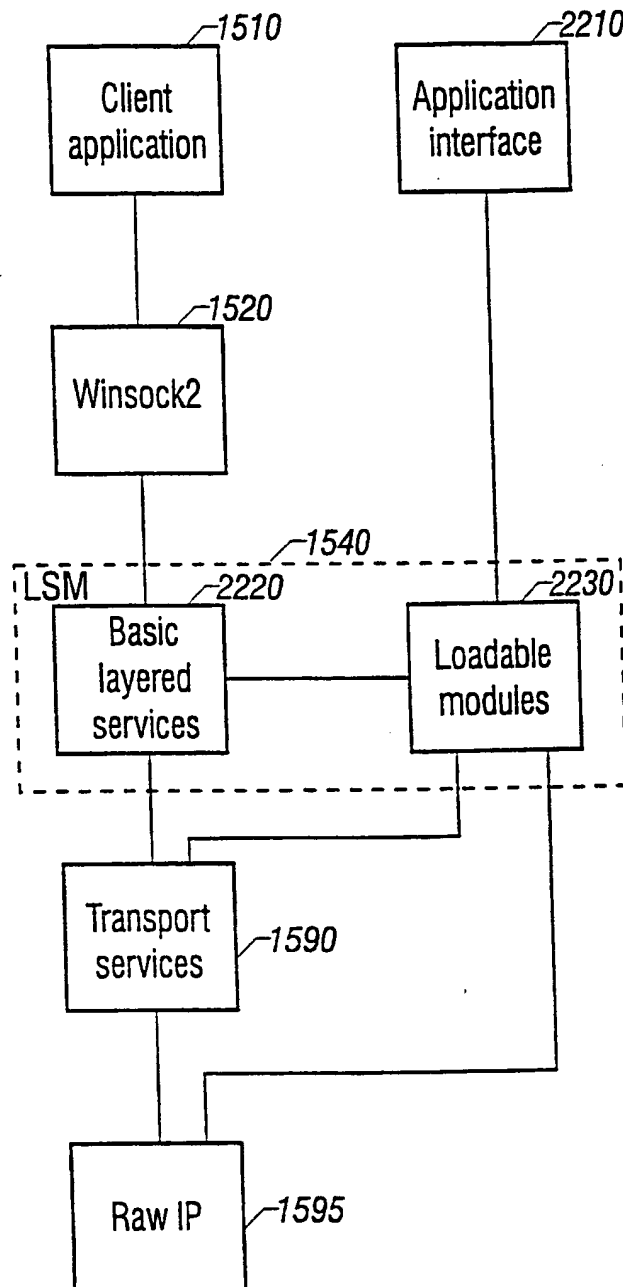 1510
Client
application
2210
Application
interface
1520
Winsock2
1540
LSM
2220
Basic
layered
services
2230
Loadable
modules
Transport
services
1590
Raw IP
1595